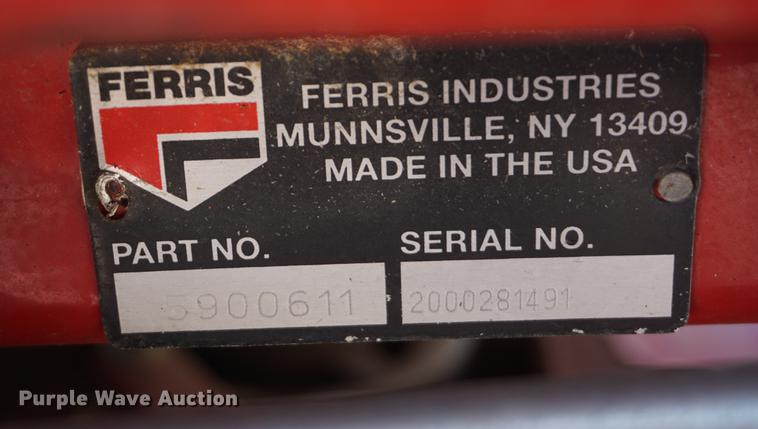 FERRIS
FERRIS INDUSTRIES
MUNNSVILLE, NY 13409
MADE IN THE USA
PART NO.
5900611
SERIAL NO.
2000281491
Purple Wave Auction